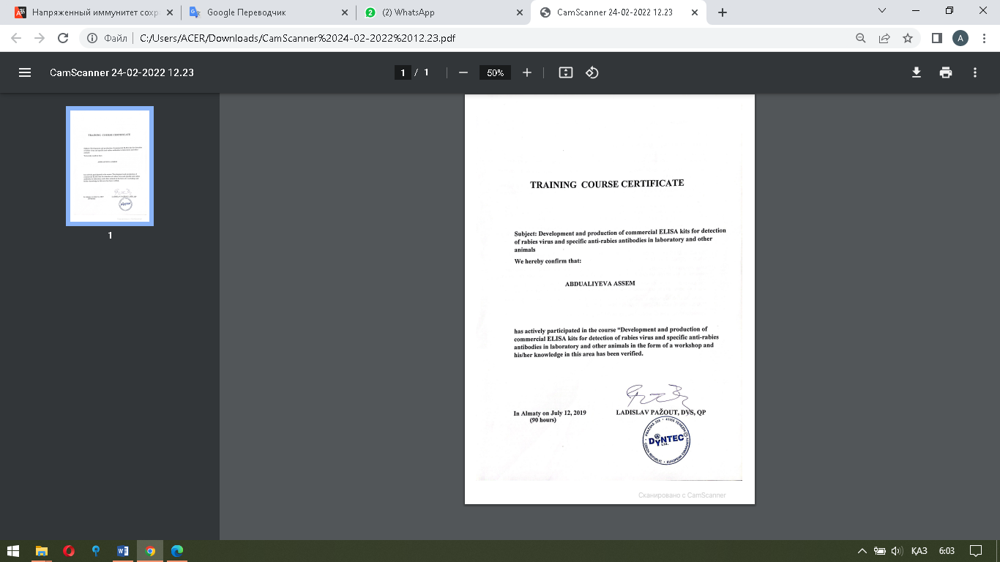 Напряженный иммунитет сохр
Google Переводчик
(2) WhatsApp
CamScanner 24-02-2022 12.23
Файл
C:/Users/ACER/Downloads/CamScanner%2024-02-2022%2012.23.pdf
A
CamScanner 24-02-2022 12.23
1 / 1
50%
1
TRAINING COURSE CERTIFICATE
Subject: Development and production of commercial ELISA kits for detection
of rabies virus and specific anti-rabies antibodies in laboratory and other
animals
We hereby confirm that:
ABDUALIYEVA ASSEM
has actively participated in the course “Development and production of
commercial ELISA kits for detection of rabies virus and specific anti-rabies
antibodies in laboratory and other animals in the form of a workshop and
his/her knowledge in this area has been verified.
In Almaty on July 12, 2019
(90 hours)
LADISLAV PAŽOUT, DVS, QP
DYNTEC
Ltd.
CZECH REPUBLIC • EUROPEAN COMMUNITY
Сканировано с CamScanner
ҚАЗ
6:03